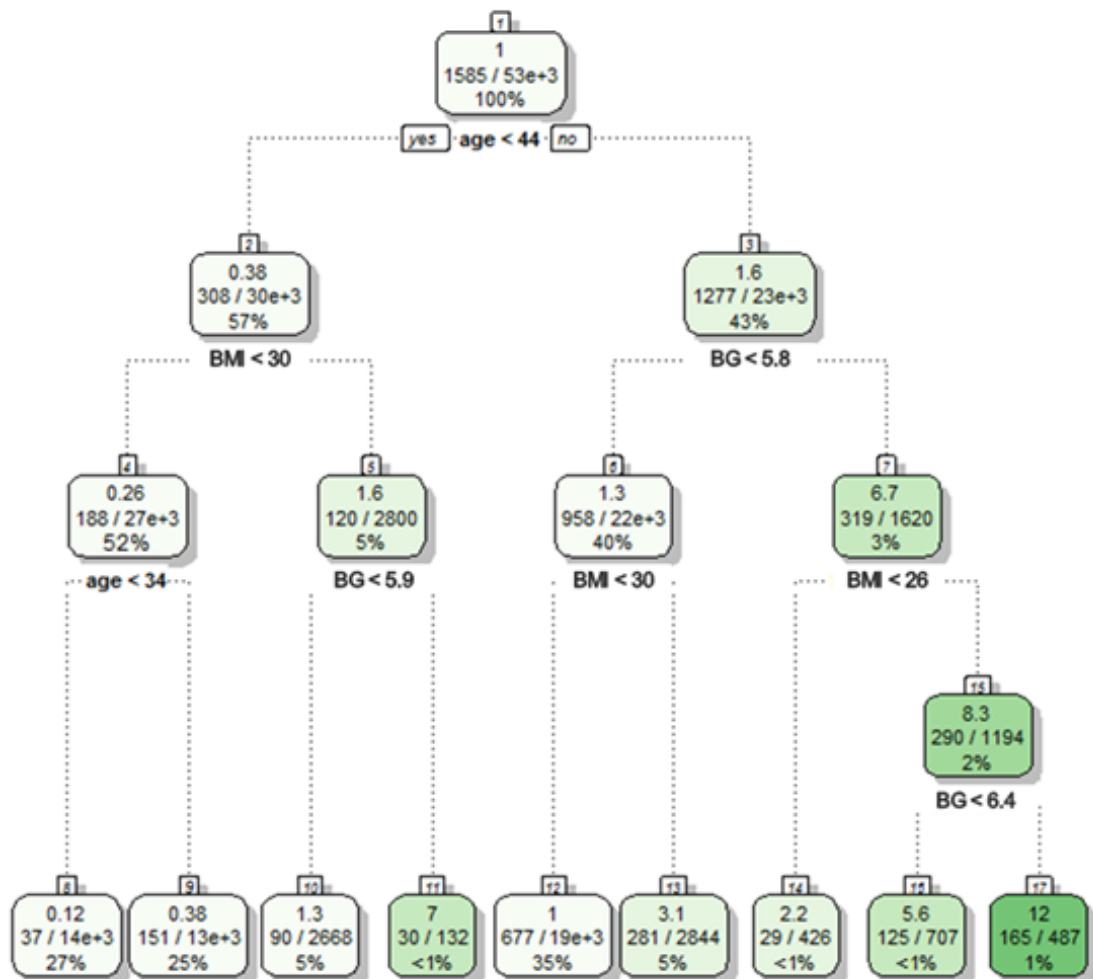 1
1
1585 / 53e+3
100%
yes age < 44 no
2
0.38
308 / 30e+3
57%
BMI < 30
3
1.6
1277 / 23e+3
43%
BG < 5.8
4
0.26
188 / 27e+3
52%
age < 34
5
1.6
120 / 2800
5%
BG < 5.9
6
1.3
958 / 22e+3
40%
BMI < 30
7
6.7
319 / 1620
3%
BMI < 26
15
8.3
290 / 1194
2%
BG < 6.4
8
0.12
37 / 14e+3
27%
9
0.38
151 / 13e+3
25%
10
1.3
90 / 2668
5%
11
7
30 / 132
<1%
12
1
677 / 19e+3
35%
13
3.1
281 / 2844
5%
14
2.2
29 / 426
<1%
16
5.6
125 / 707
<1%
17
12
165 / 487
1%